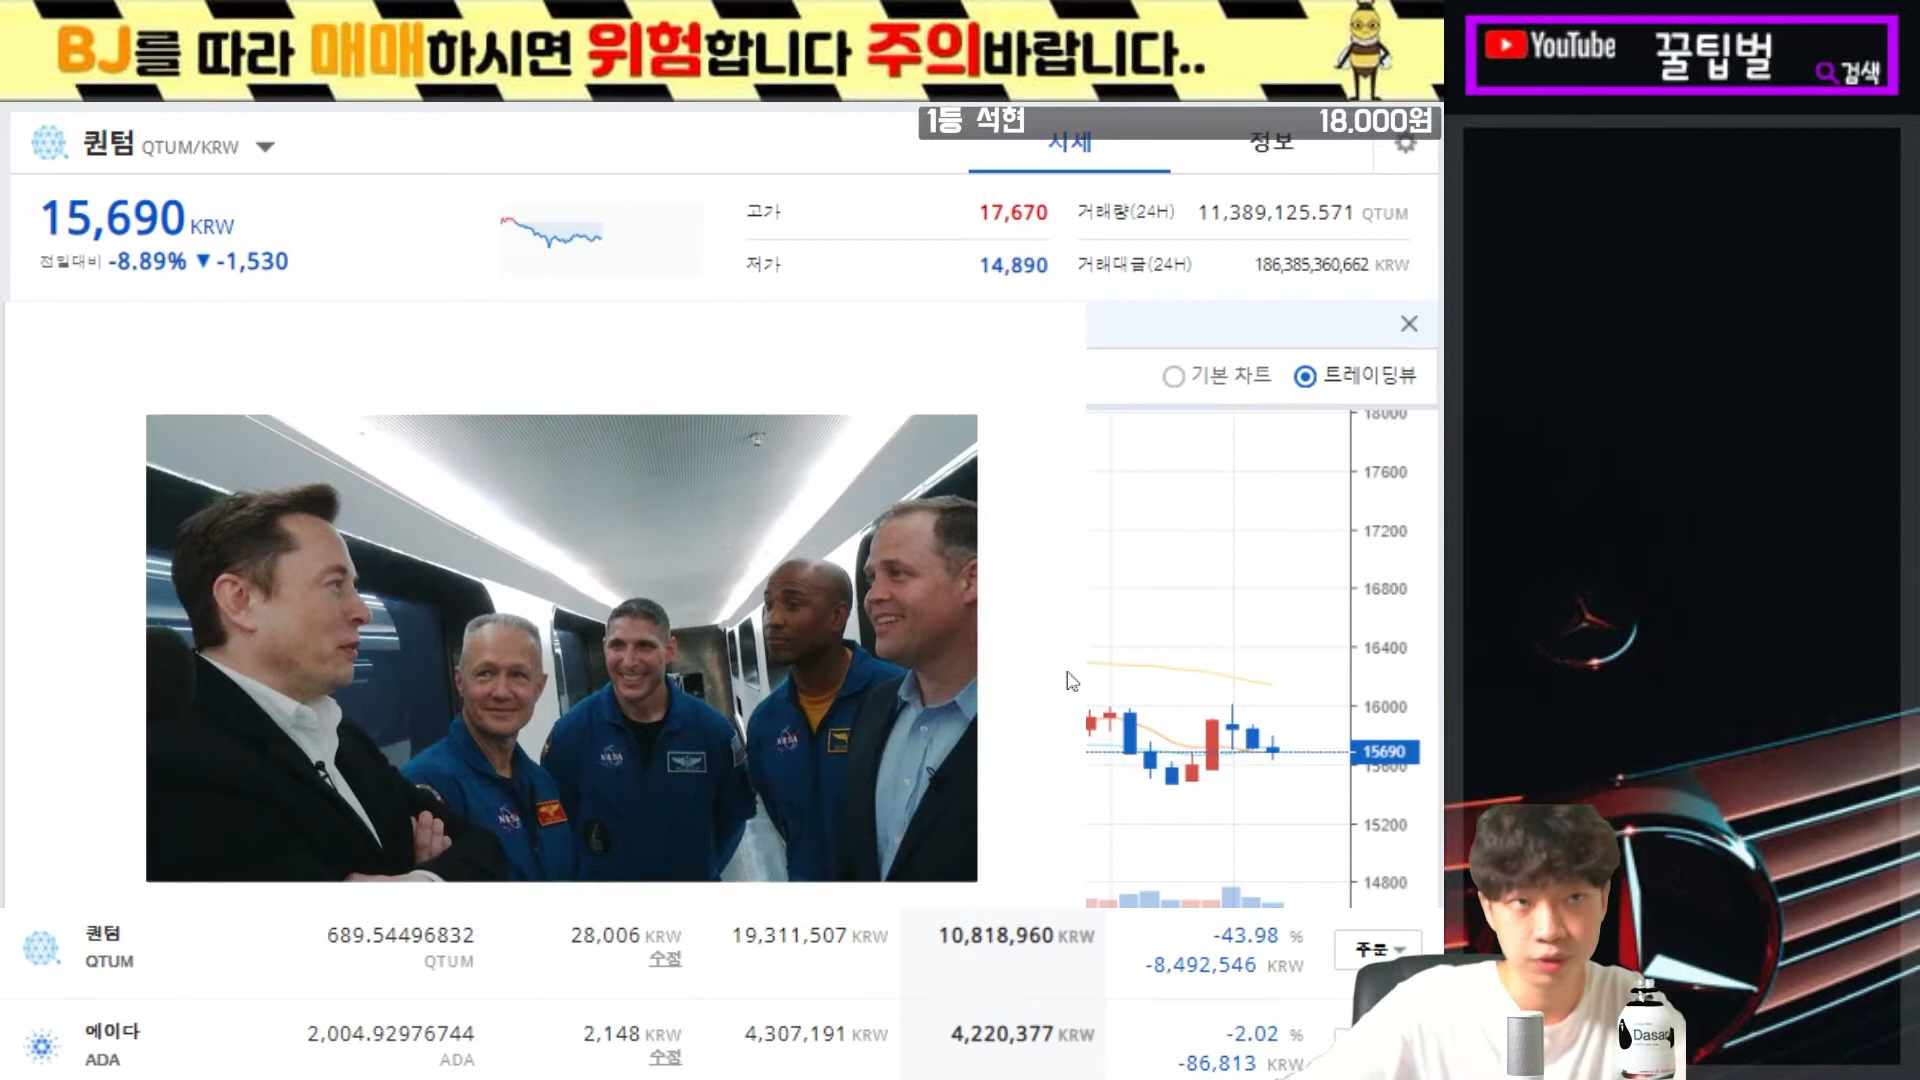 BJ를 따라 매매하시면 위험합니다 주의바랍니다..
YouTube 꿀팁벌 검색
1등 석현 18,000원
퀀텀 QTUM/KRW
시세 정보
15,690 KRW
전일대비 -8.89% ▼ -1,530
고가 17,670 거래량(24H) 11,389,125.571 QTUM
저가 14,890 거래대금(24H) 186,385,360,662 KRW
기본 차트 트레이딩뷰
18000
17600
17200
16800
16400
16000
15690
15600
15200
14800
NASA
NASA
NASA
퀀텀 689.54496832 28,006 KRW 19,311,507 KRW 10,818,960 KRW -43.98 % 주문
QTUM QTUM 수정 -8,492,546 KRW
에이다 2,004.92976744 2,148 KRW 4,307,191 KRW 4,220,377 KRW -2.02 %
ADA ADA 수정 -86,813 KRW
Dasan